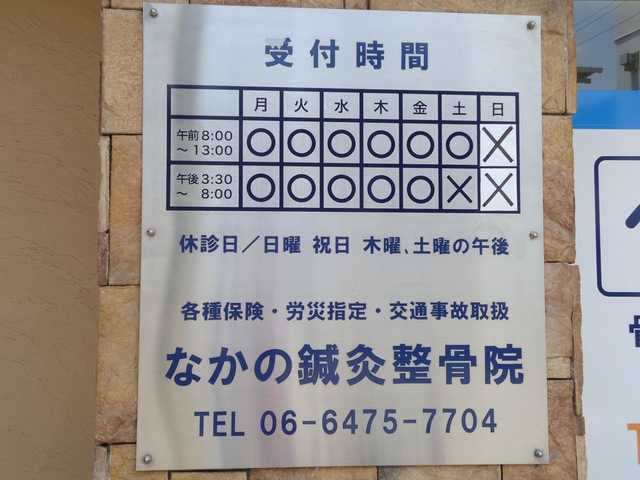 受付時間
月 火 水 木 金 土 日
午前8:00 ○ ○ ○ ○ ○ ○ ×
～13:00
午後3:30 ○ ○ ○ ○ ○ × ×
～ 8:00
休診日／日曜 祝日 木曜、土曜の午後
各種保険・労災指定・交通事故取扱
なかの鍼灸整骨院
TEL 06-6475-7704